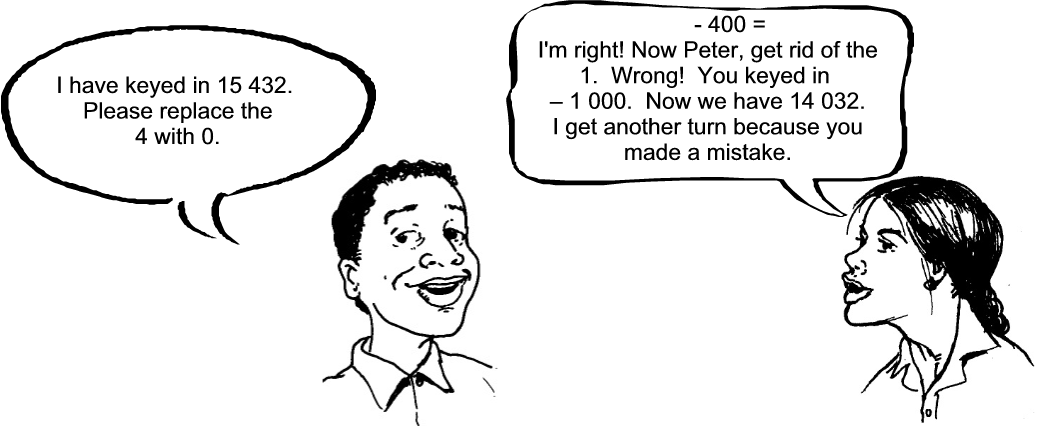 I have keyed in 15 432.
Please replace the
4 with 0.
- 400 =
I'm right! Now Peter, get rid of the
1. Wrong! You keyed in
– 1 000. Now we have 14 032.
I get another turn because you
made a mistake.